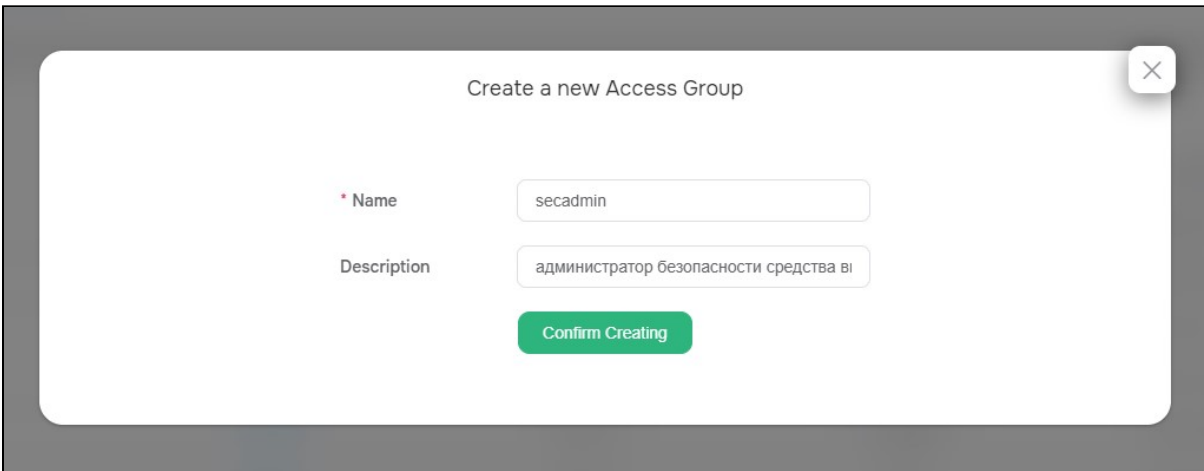 Create a new Access Group
* Name
secadmin
Description
администратор безопасности средства
Confirm Creating